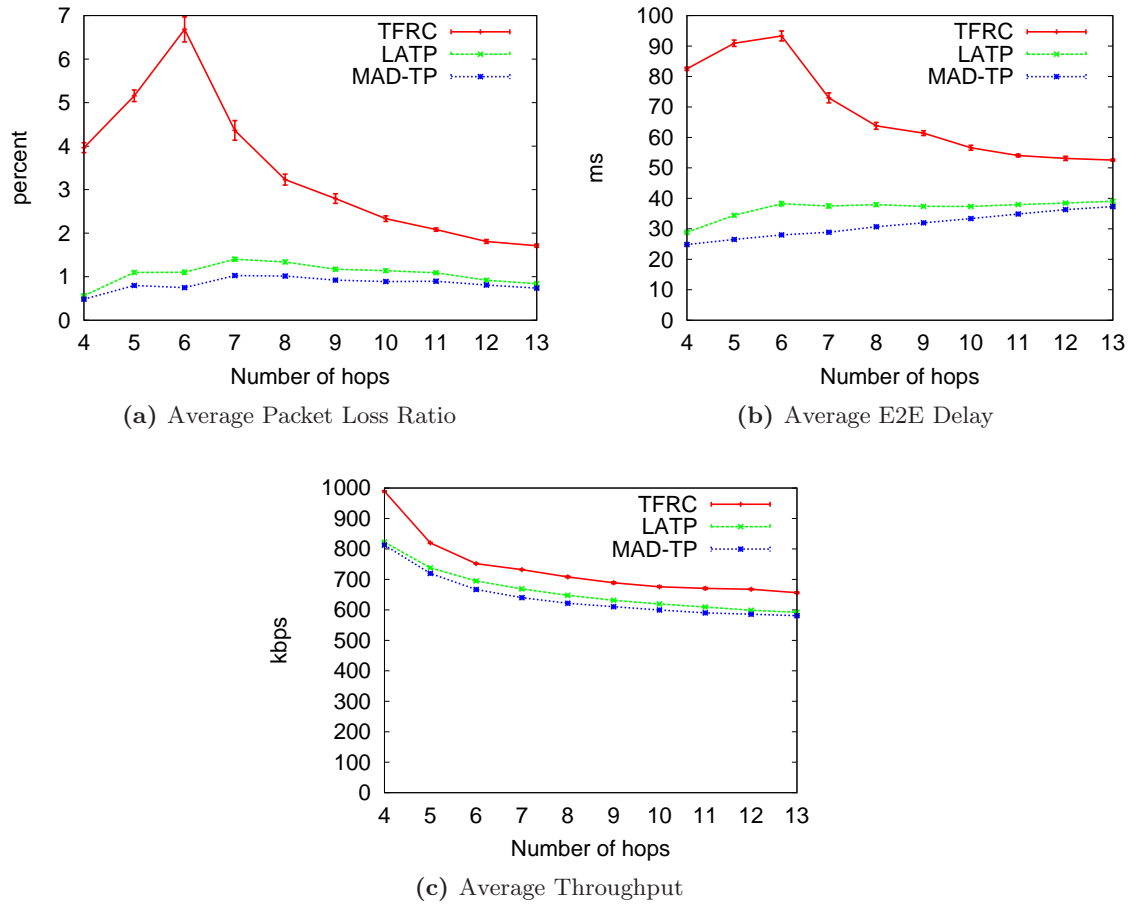 7
6
5
4
3
2
1
0
percent
4 5 6 7 8 9 10 11 12 13
Number of hops
TFRC
LATP
MAD-TP
(a) Average Packet Loss Ratio
100
90
80
70
60
50
40
30
20
10
0
ms
4 5 6 7 8 9 10 11 12 13
Number of hops
TFRC
LATP
MAD-TP
(b) Average E2E Delay
1000
900
800
700
600
500
400
300
200
100
0
kbps
4 5 6 7 8 9 10 11 12 13
Number of hops
TFRC
LATP
MAD-TP
(c) Average Throughput